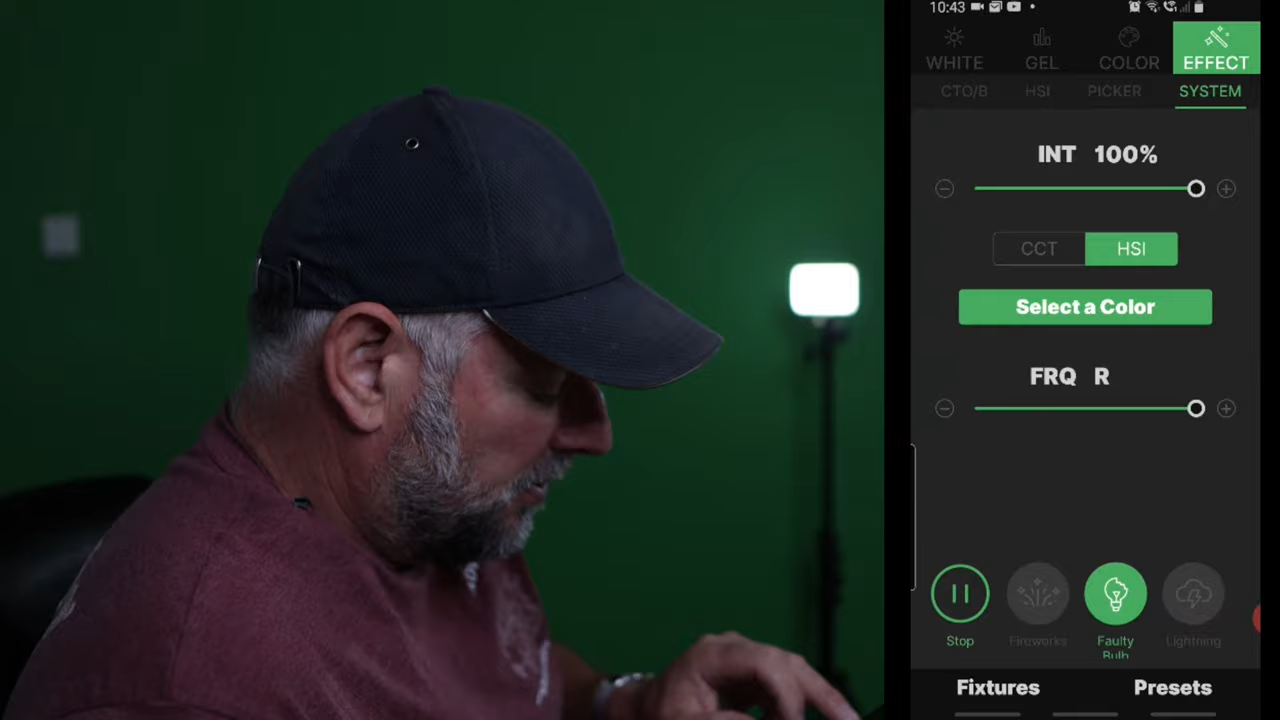 10:43
WHITE GEL COLOR EFFECT
CTO/B HSI PICKER SYSTEM
INT 100%
CCT HSI
Select a Color
FRQ R
Stop Fireworks Faulty Lightning
Bulb
Fixtures Presets